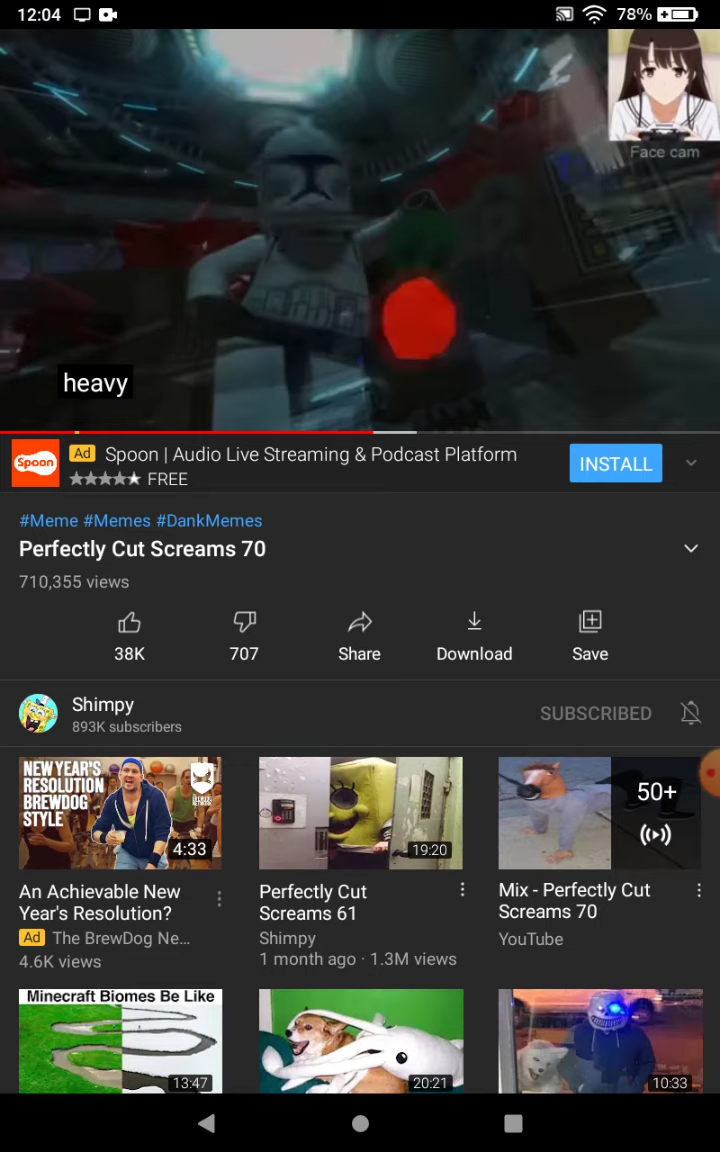 12:04
78%
Face cam
heavy
Spoon
Ad Spoon | Audio Live Streaming & Podcast Platform
FREE
INSTALL
#Meme #Memes #DankMemes
Perfectly Cut Screams 70
710,355 views
38K
707
Share
Download
Save
Shimpy
893K subscribers
SUBSCRIBED
NEW YEAR'S
RESOLUTION
BREWDOG
STYLE
4:33
An Achievable New
Year's Resolution?
Ad The BrewDog Ne...
4.6K views
19:20
Perfectly Cut
Screams 61
Shimpy
1 month ago · 1.3M views
50+
Mix - Perfectly Cut
Screams 70
YouTube
Minecraft Biomes Be Like
13:47
20:21
10:33